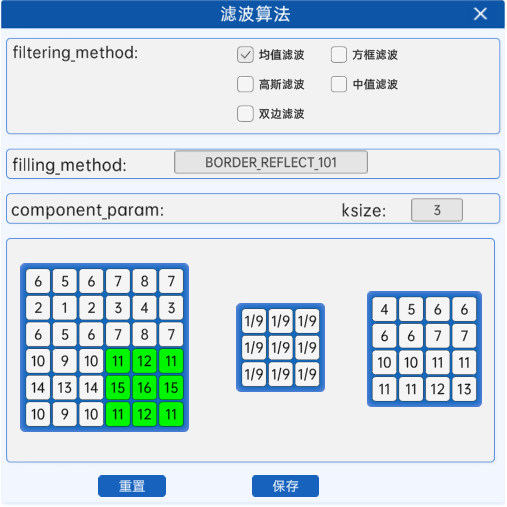 滤波算法
filtering_method:
均值滤波 方框滤波
高斯滤波 中值滤波
双边滤波
filling_method: BORDER_REFLECT_101
component_param: ksize: 3
6 5 6 7 8 7
2 1 2 3 4 3
6 5 6 7 8 7
10 9 10 11 12 11
14 13 14 15 16 15
10 9 10 11 12 11
1/9 1/9 1/9
1/9 1/9 1/9
1/9 1/9 1/9
4 5 6 6
6 6 7 7
10 10 11 11
11 11 12 13
重置 保存